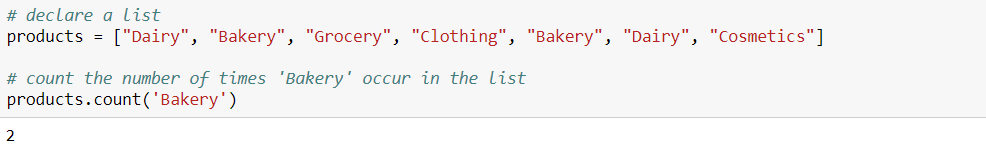 # declare a list
products = ["Dairy", "Bakery", "Grocery", "Clothing", "Bakery", "Dairy", "Cosmetics"]
# count the number of times 'Bakery' occur in the list
products.count('Bakery')
2